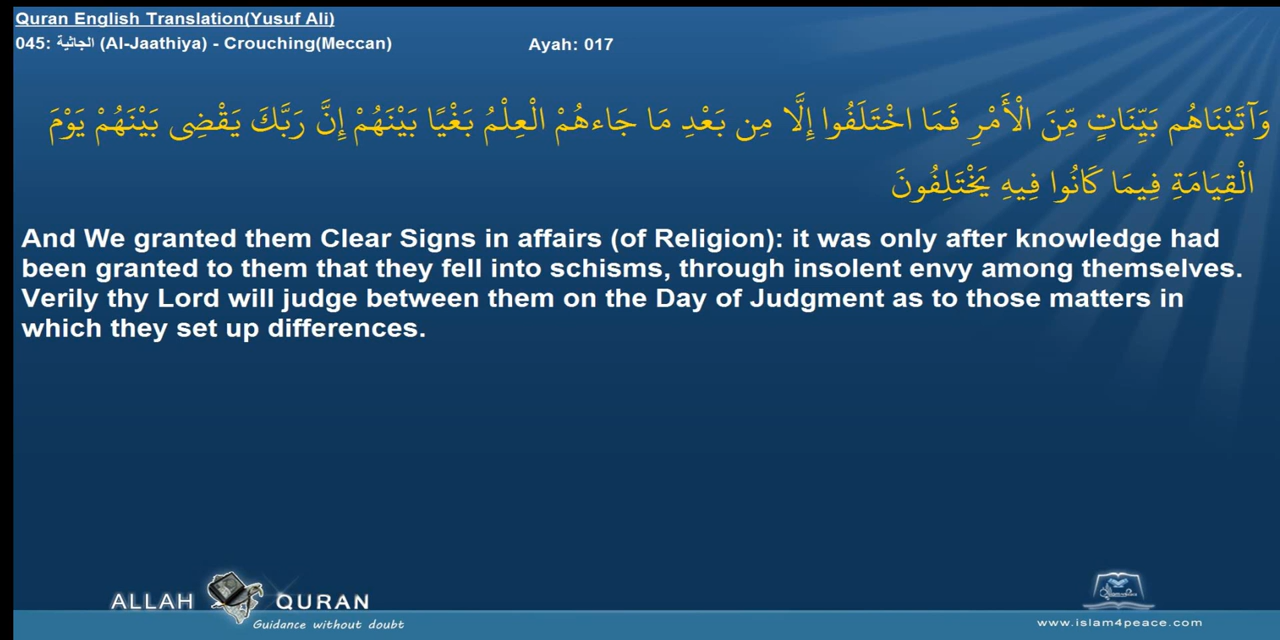 Quran English Translation(Yusuf Ali)
045: الجاثية (Al-Jaathiya) - Crouching(Meccan) Ayah: 017
وَآتَيْنَاهُم بَيِّنَاتٍ مِّنَ الْأَمْرِ فَمَا اخْتَلَفُوا إِلَّا مِن بَعْدِ مَا جَاءهُمْ الْعِلْمُ بَغْيًا بَيْنَهُمْ إِنَّ رَبَّكَ يَقْضِي بَيْنَهُمْ يَوْمَ
الْقِيَامَةِ فِيمَا كَانُوا فِيهِ يَخْتَلِفُونَ
And We granted them Clear Signs in affairs (of Religion): it was only after knowledge had
been granted to them that they fell into schisms, through insolent envy among themselves.
Verily thy Lord will judge between them on the Day of Judgment as to those matters in
which they set up differences.
ALLAH QURAN
Guidance without doubt
www.islam4peace.com